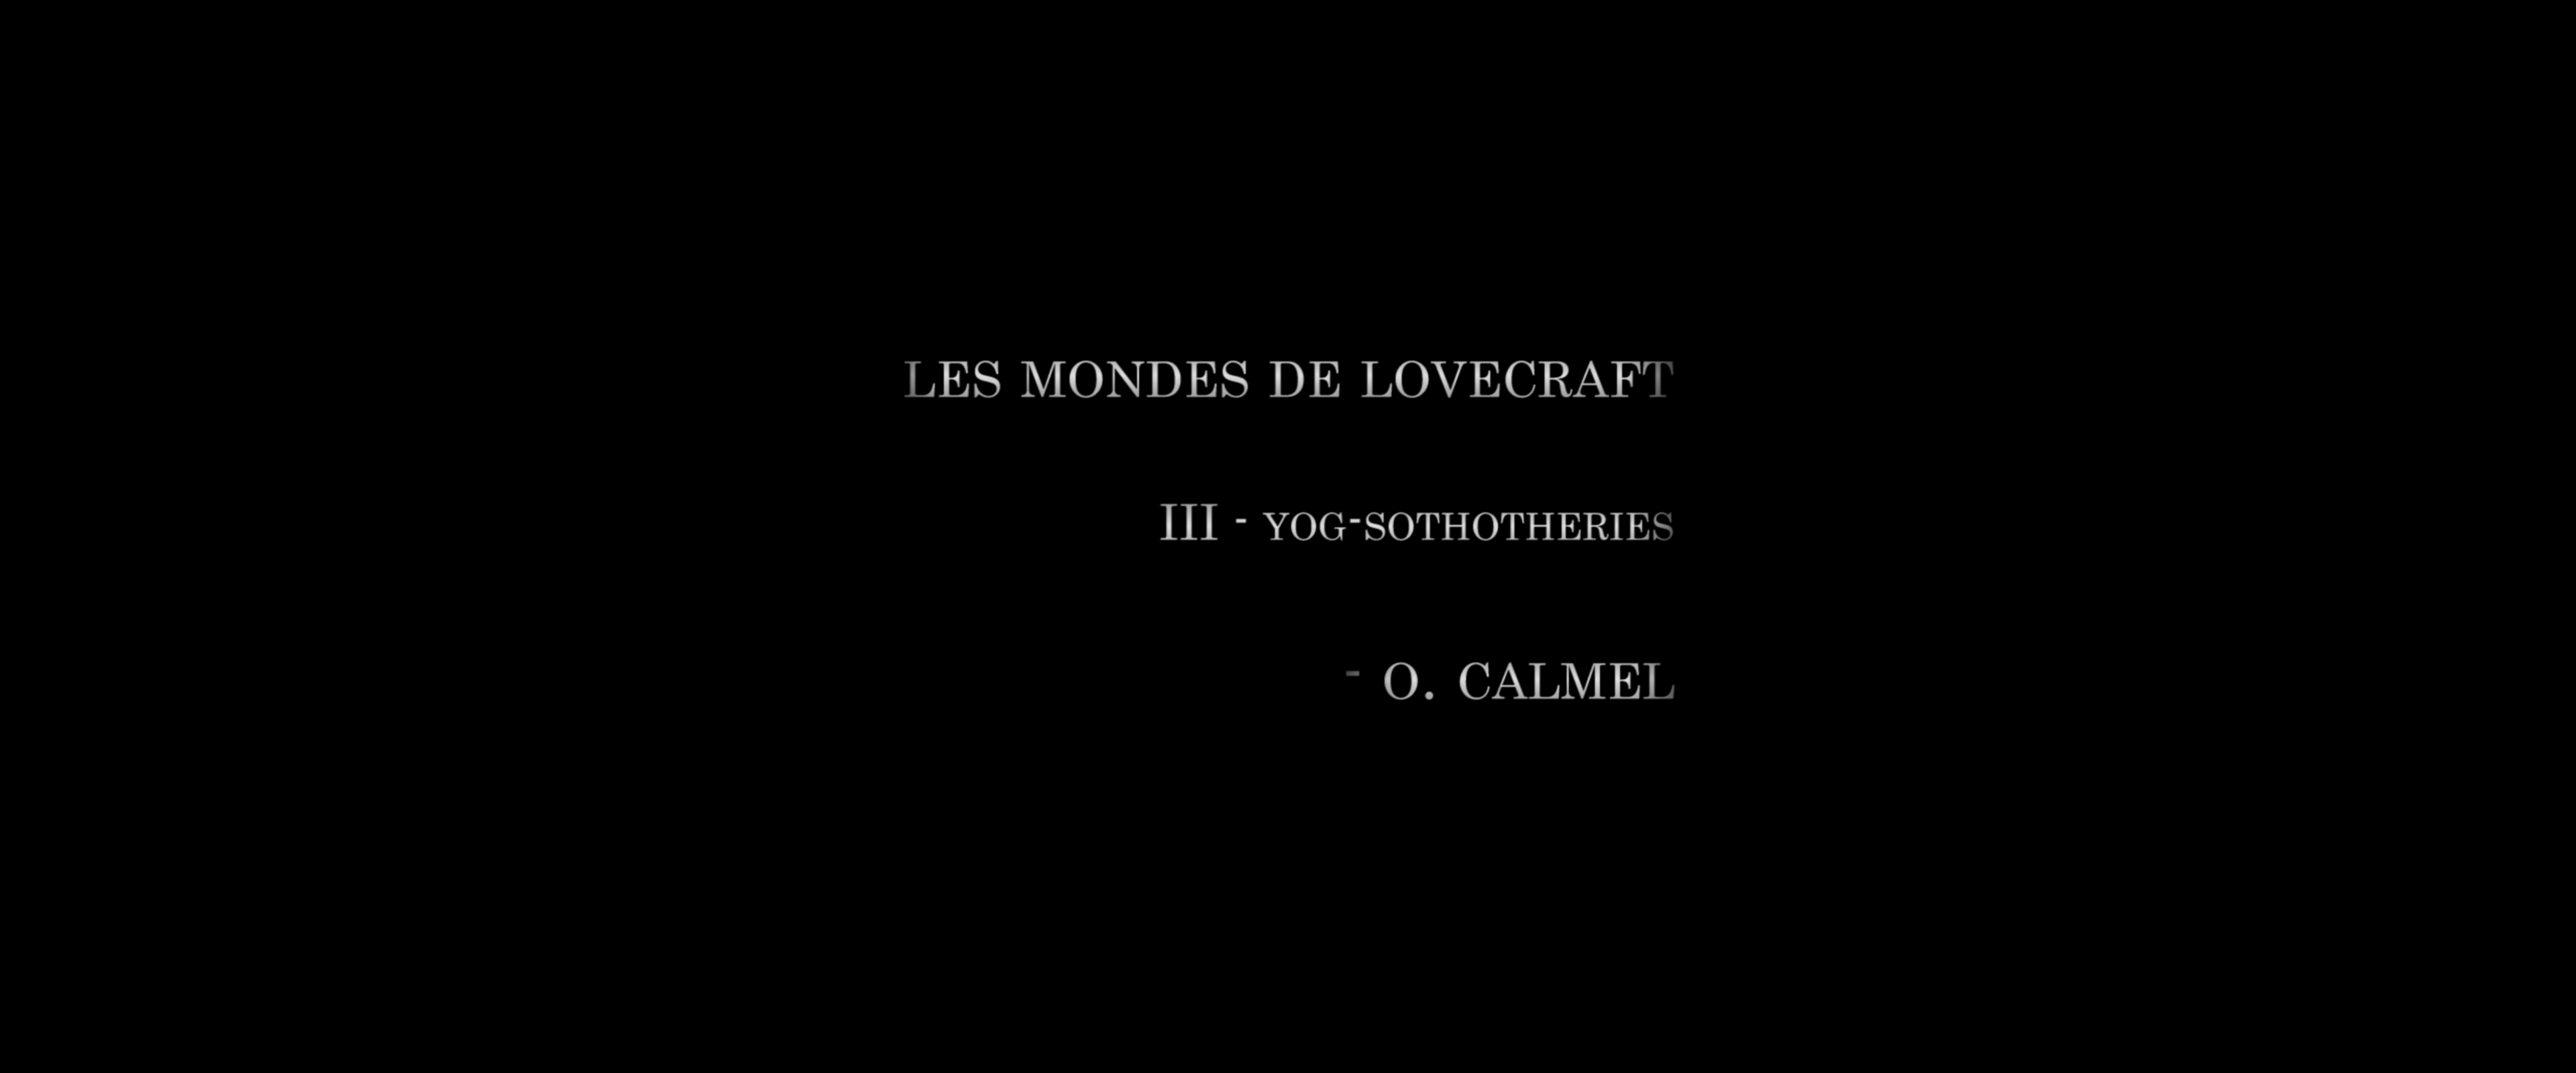 LES MONDES DE LOVECRAFT
III - YOG-SOTHOTHERIES
- O. CALMEL